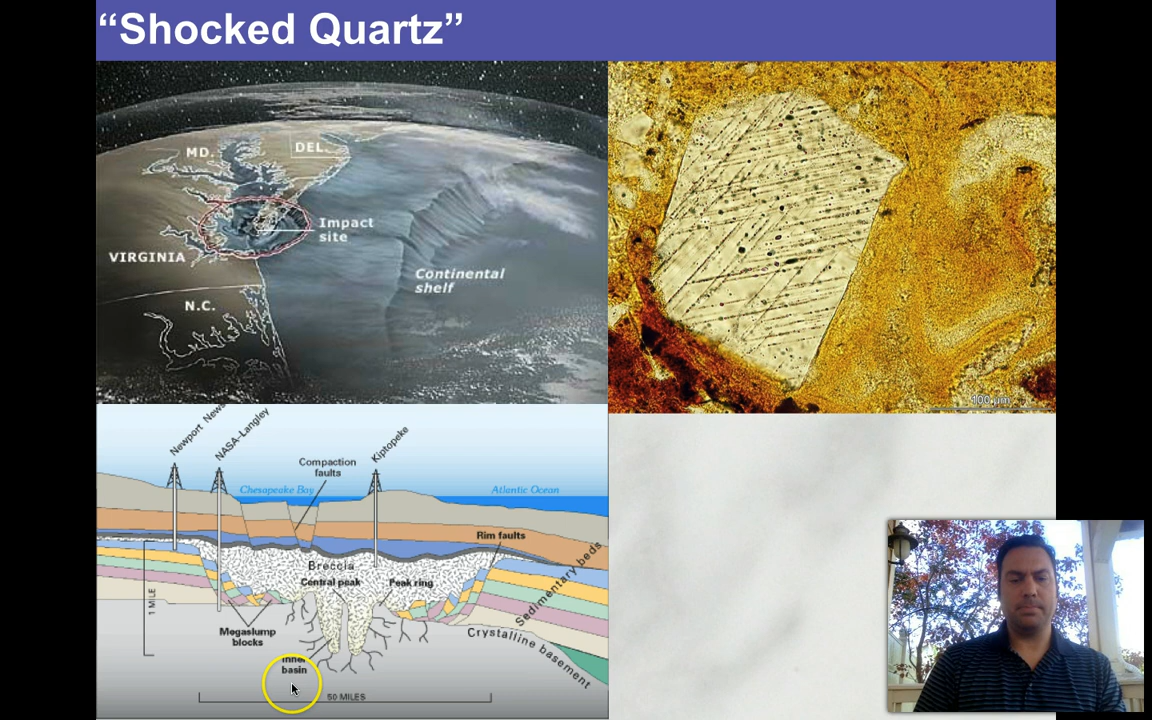 “Shocked Quartz”
MD.
DEL.
Impact
site
VIRGINIA
Continental
shelf
N.C.
100 µm
Newport News
NASA-Langley
Kiptopeke
Compaction
faults
Chesapeake Bay
Atlantic Ocean
Rim faults
Breccia
Central peak
Peak ring
Sedimentary beds
1 MILE
Megaslump
blocks
Crystalline basement
Inner
basin
50 MILES